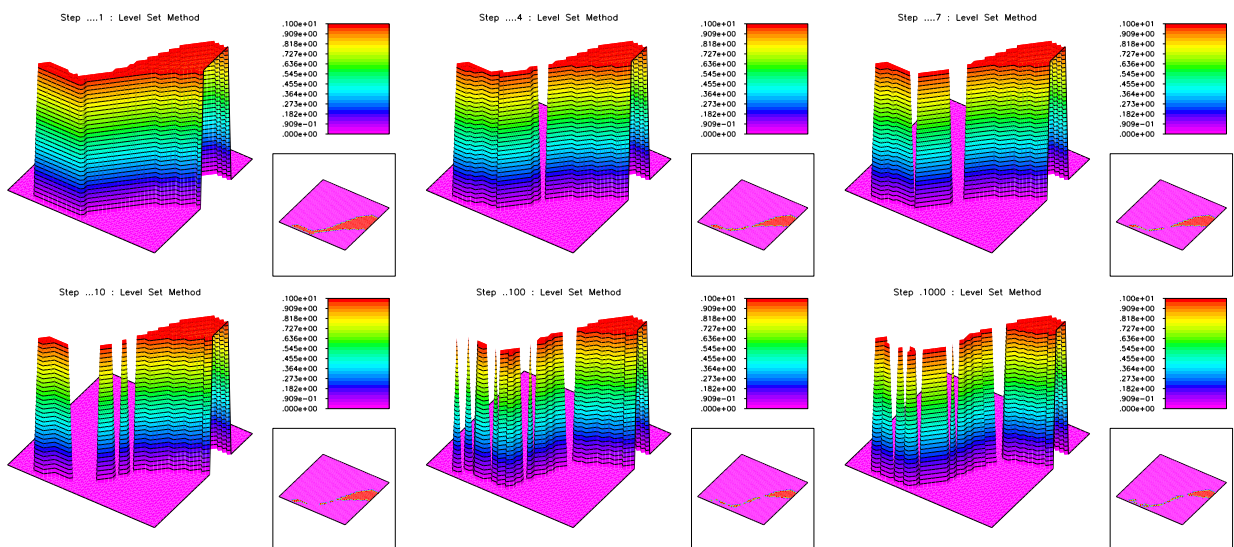 Step ....1 : Level Set Method
.100e+01
.909e+00
.818e+00
.727e+00
.636e+00
.545e+00
.455e+00
.364e+00
.273e+00
.182e+00
.909e-01
.000e+00
Step ....4 : Level Set Method
.100e+01
.909e+00
.818e+00
.727e+00
.636e+00
.545e+00
.455e+00
.364e+00
.273e+00
.182e+00
.909e-01
.000e+00
Step ....7 : Level Set Method
.100e+01
.909e+00
.818e+00
.727e+00
.636e+00
.545e+00
.455e+00
.364e+00
.273e+00
.182e+00
.909e-01
.000e+00
Step ...10 : Level Set Method
.100e+01
.909e+00
.818e+00
.727e+00
.636e+00
.545e+00
.455e+00
.364e+00
.273e+00
.182e+00
.909e-01
.000e+00
Step ..100 : Level Set Method
.100e+01
.909e+00
.818e+00
.727e+00
.636e+00
.545e+00
.455e+00
.364e+00
.273e+00
.182e+00
.909e-01
.000e+00
Step .1000 : Level Set Method
.100e+01
.909e+00
.818e+00
.727e+00
.636e+00
.545e+00
.455e+00
.364e+00
.273e+00
.182e+00
.909e-01
.000e+00